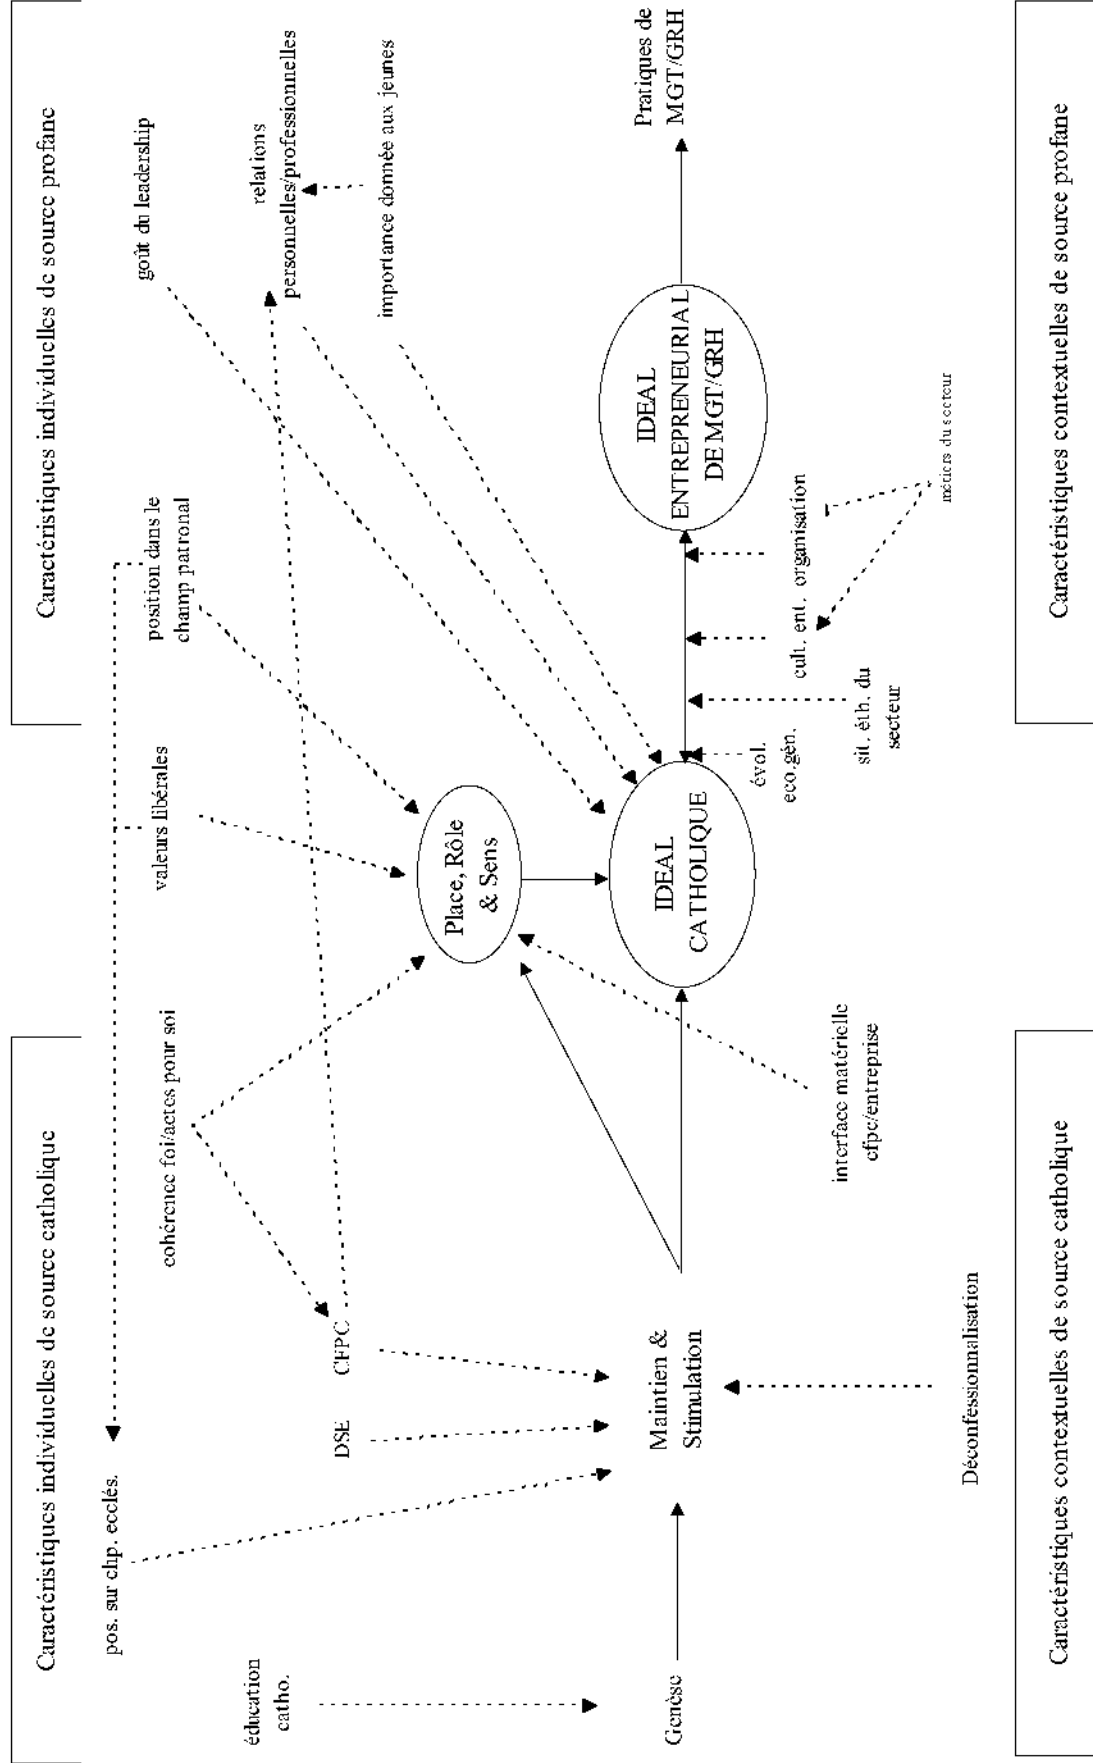 Caractéristiques individuelles de source catholique
Caractéristiques individuelles de source profane
pos. sur chp. ecclés.
cohérence foi/actes pour soi
valeurs libérales
position dans le
champ patronal
goût du leadership
éducation
catho.
DSE
CFPC
relations
personnelles/professionnelles
importance donnée aux jeunes
Place, Rôle
& Sens
Genèse
Maintien &
Stimulation
IDEAL
CATHOLIQUE
IDEAL
ENTREPRENEURIAL
DE MGT/GRH
Pratiques de
MGT/GRH
évol.
eco.gén.
cult. ent.
organisation
interface matérielle
cfpc/entreprise
sit. éth. du
secteur
métiers du secteur
Déconfessionnalisation
Caractéristiques contextuelles de source catholique
Caractéristiques contextuelles de source profane